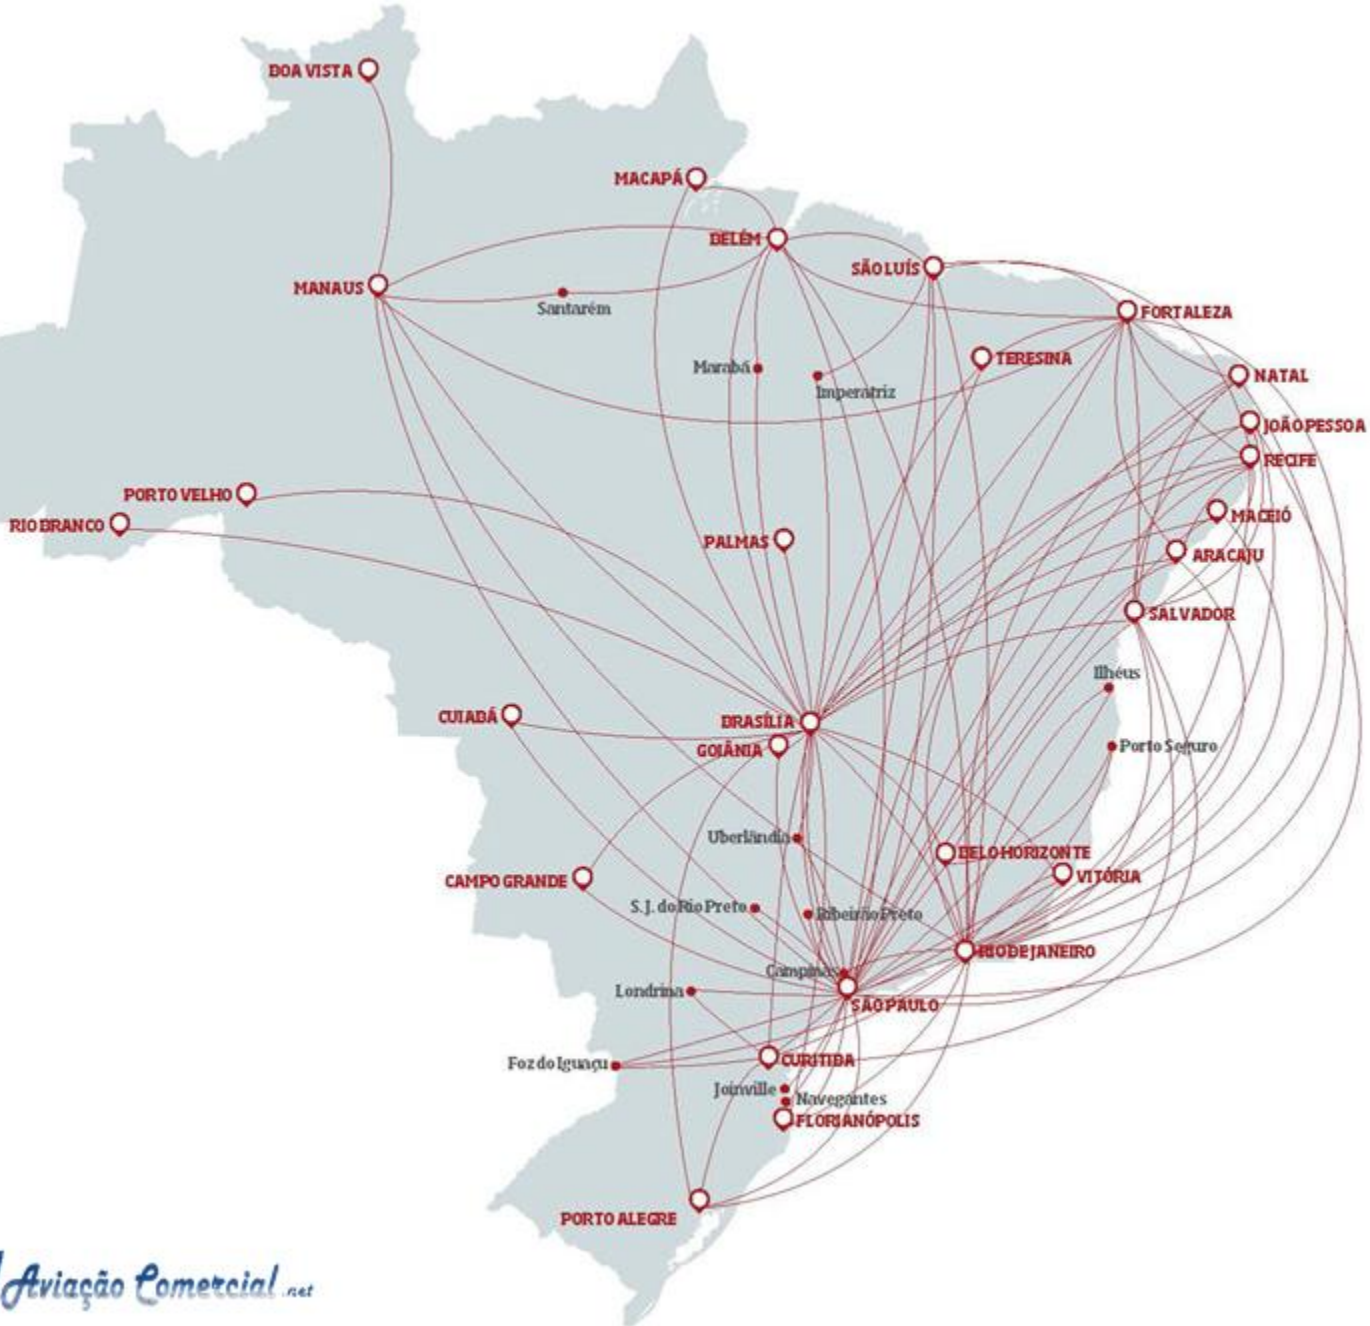 BOA VISTA
MACAPÁ
BELÉM
SÃO LUÍS
MANAUS
Santarém
FORTALEZA
TERESINA
Marabá
NATAL
Imperatriz
JOÃO PESSOA
RECIFE
PORTO VELHO
MACEIÓ
RIO BRANCO
PALMAS
ARACAJU
SALVADOR
Ilhéus
CUIABÁ
BRASÍLIA
GOIÂNIA
Porto Seguro
Uberlândia
BELO HORIZONTE
VITÓRIA
CAMPO GRANDE
S. J. do Rio Preto
Ribeirão Preto
RIO DE JANEIRO
Campinas
Londrina
SÃO PAULO
Foz do Iguaçu
CURITIBA
Joinville
Navegantes
FLORIANÓPOLIS
PORTO ALEGRE
Aviação Comercial.net